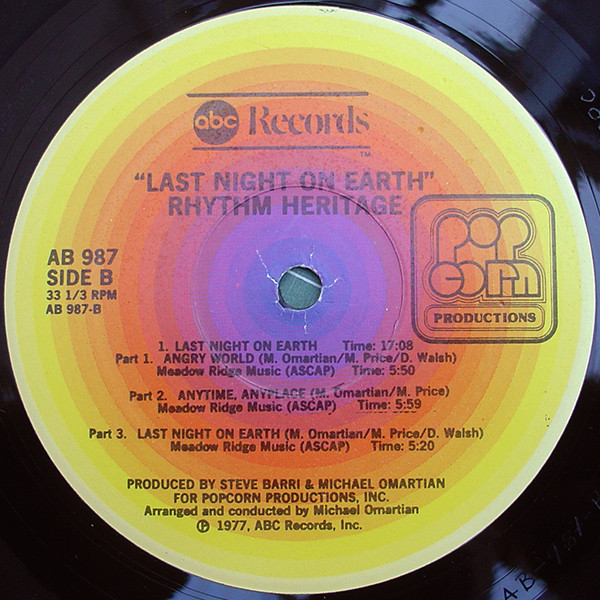 abc Records
TM
"LAST NIGHT ON EARTH"
RHYTHM HERITAGE
POP
CORN
PRODUCTIONS
AB 987
SIDE B
33 1/3 RPM
AB 987-B
1. LAST NIGHT ON EARTH Time: 17:08
Part 1. ANGRY WORLD (M. Omartian/M. Price/D. Walsh)
Meadow Ridge Music (ASCAP) Time: 5:50
Part 2. ANYTIME, ANYPLACE (M. Omartian/M. Price)
Meadow Ridge Music (ASCAP) Time: 5:59
Part 3. LAST NIGHT ON EARTH (M. Omartian/M. Price/D. Walsh)
Meadow Ridge Music (ASCAP) Time: 5:20
PRODUCED BY STEVE BARRI & MICHAEL OMARTIAN
FOR POPCORN PRODUCTIONS, INC.
Arranged and conducted by Michael Omartian
℗ 1977, ABC Records, Inc.